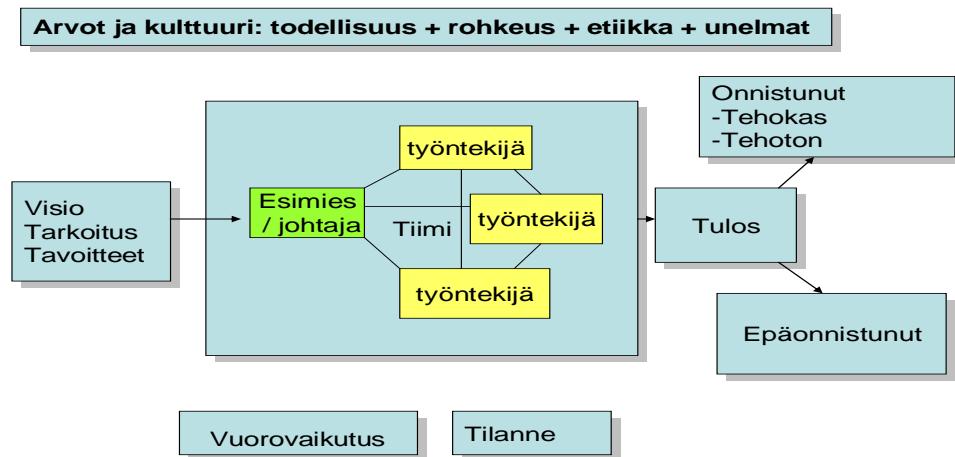 Arvot ja kulttuuri: todellisuus + rohkeus + etiikka + unelmat
Onnistunut
-Tehokas
-Tehoton
työntekijä
Visio
Tarkoitus
Tavoitteet
Esimies
/ johtaja
Tiimi
työntekijä
Tulos
työntekijä
Epäonnistunut
Vuorovaikutus
Tilanne